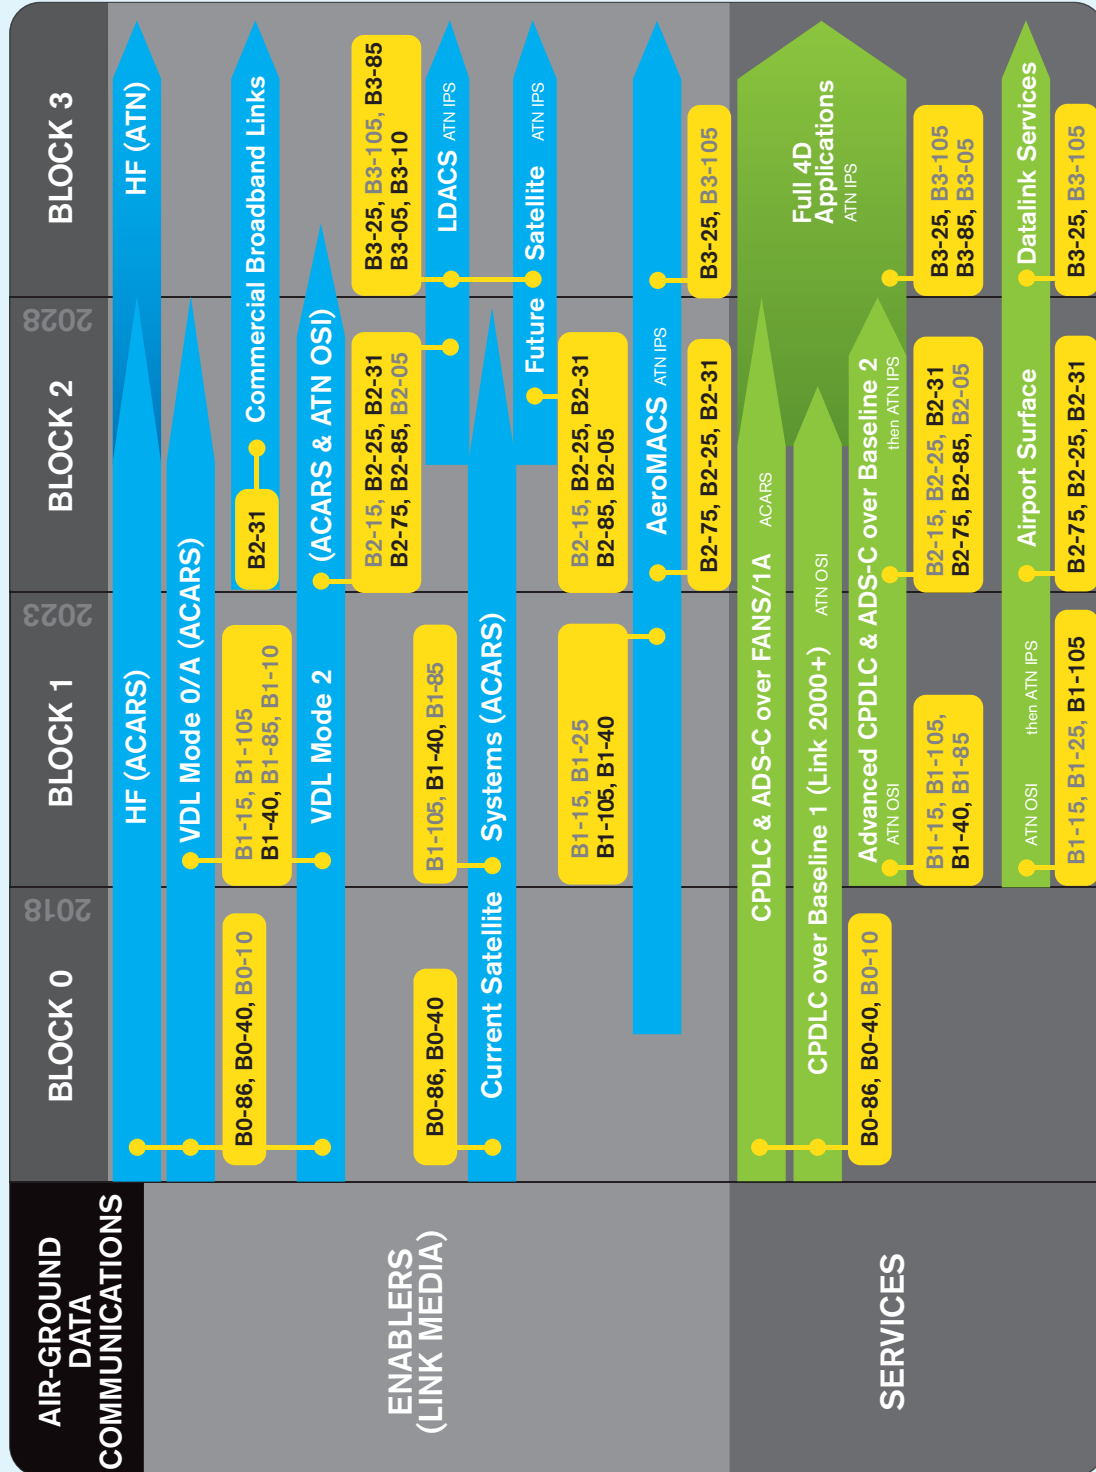 AIR-GROUND
DATA
COMMUNICATIONS
BLOCK 0
2018
BLOCK 1
2023
BLOCK 2
2028
BLOCK 3
ENABLERS
(LINK MEDIA)
HF (ACARS)
HF (ATN)
VDL Mode 0/A (ACARS)
B0-86, B0-40, B0-10
B1-15, B1-105
B1-40, B1-85, B1-10
B2-31
Commercial Broadband Links
VDL Mode 2
(ACARS & ATN OSI)
B2-15, B2-25, B2-31
B2-75, B2-85, B2-05
B3-25, B3-105, B3-85
B3-05, B3-10
B0-86, B0-40
B1-105, B1-40, B1-85
LDACS ATN IPS
Current Satellite
Systems (ACARS)
Future
Satellite
ATN IPS
B1-15, B1-25
B1-105, B1-40
B2-15, B2-25, B2-31
B2-85, B2-05
AeroMACS ATN IPS
B2-75, B2-25, B2-31
B3-25, B3-105
SERVICES
CPDLC & ADS-C over FANS/1A ACARS
CPDLC over Baseline 1 (Link 2000+) ATN OSI
Full 4D
Applications
ATN IPS
B0-86, B0-40, B0-10
Advanced CPDLC & ADS-C over Baseline 2
ATN OSI
then ATN IPS
B1-15, B1-105,
B1-40, B1-85
B2-15, B2-25, B2-31
B2-75, B2-85, B2-05
B3-25, B3-105
B3-85, B3-05
ATN OSI
then ATN IPS
Airport Surface
Datalink Services
B1-15, B1-25, B1-105
B2-75, B2-25, B2-31
B3-25, B3-105